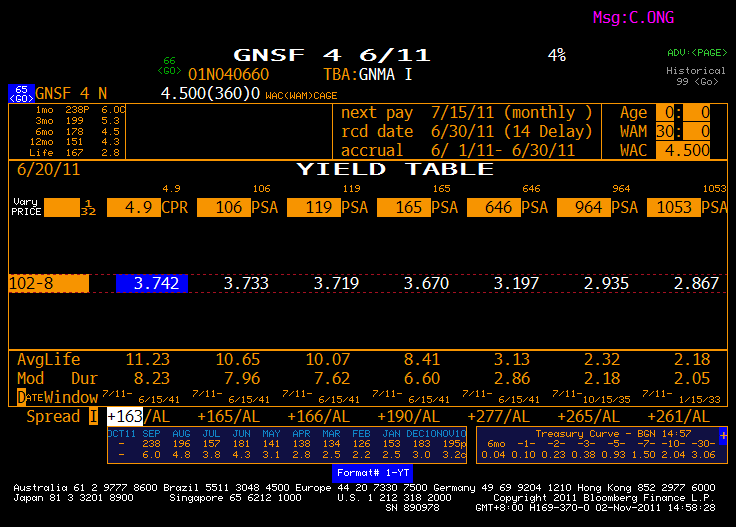 Msg:C.ONG
66 <GO> GNSF 4 6/11 4% ADV:<PAGE>
01N040660 TBA:GNMA I Historical 99 <Go>
65 <GO> GNSF 4 N 4.500(360)0 WAC(WAM)CAGE
1mo 238P 6.0C
3mo 199 5.3
6mo 178 4.5
12mo 151 4.3
Life 167 2.8
next pay 7/15/11 (monthly ) Age 0: 0
rcd date 6/30/11 (14 Delay) WAM 30: 0
accrual 6/ 1/11- 6/30/11 WAC 4.500
6/20/11 YIELD TABLE
4.9 106 119 165 646 964 1053
Vary PRICE 1/32 4.9 CPR 106 PSA 119 PSA 165 PSA 646 PSA 964 PSA 1053 PSA
102-8 3.742 3.733 3.719 3.670 3.197 2.935 2.867
AvgLife 11.23 10.65 10.07 8.41 3.13 2.32 2.18
Mod Dur 8.23 7.96 7.62 6.60 2.86 2.18 2.05
DATEWindow 7/11- 6/15/41 7/11- 6/15/41 7/11- 6/15/41 7/11- 6/15/41 7/11- 6/15/41 7/11- 10/15/35 7/11- 1/15/33
Spread I +163/AL +165/AL +166/AL +190/AL +277/AL +265/AL +261/AL
OCT11 SEP AUG JUL JUN MAY APR MAR FEB JAN DEC10 NOV10
- 238 196 157 181 141 138 134 126 153 183 195p
- 6.0 4.8 3.8 4.3 3.1 2.8 2.5 2.2 2.5 3.0 3.2c
Treasury Curve - BGN 14:57 +
6mo -1- -2- -3- -5- -7- -10- -30-
0.04 0.10 0.23 0.38 0.93 1.50 2.04 3.06
Format# 1-YT
Australia 61 2 9777 8600 Brazil 5511 3048 4500 Europe 44 20 7330 7500 Germany 49 69 9204 1210 Hong Kong 852 2977 6000
Japan 81 3 3201 8900 Singapore 65 6212 1000 U.S. 1 212 318 2000 Copyright 2011 Bloomberg Finance L.P.
SN 890978 GMT+8:00 H169-370-0 02-Nov-2011 14:58:28